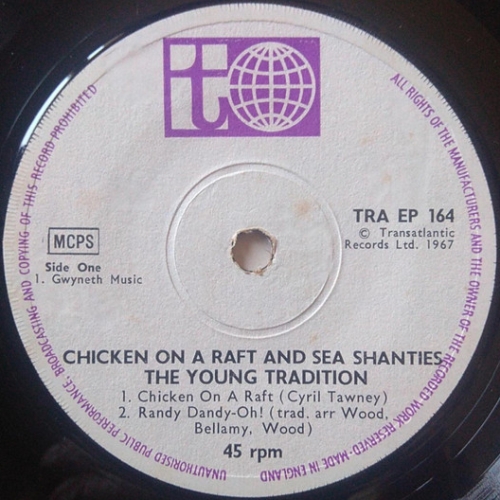 it
UNAUTHORISED PUBLIC PERFORMANCE, BROADCASTING AND COPYING OF THIS RECORD PROHIBITED
ALL RIGHTS OF THE MANUFACTURERS AND THE OWNER OF THE RECORDED WORK RESERVED-MADE IN ENGLAND
TRA EP 164
© Transatlantic
Records Ltd. 1967
MCPS
Side One
1. Gwyneth Music
CHICKEN ON A RAFT AND SEA SHANTIES
THE YOUNG TRADITION
1. Chicken On A Raft (Cyril Tawney)
2. Randy Dandy-Oh! (trad. arr Wood,
Bellamy, Wood)
45 rpm